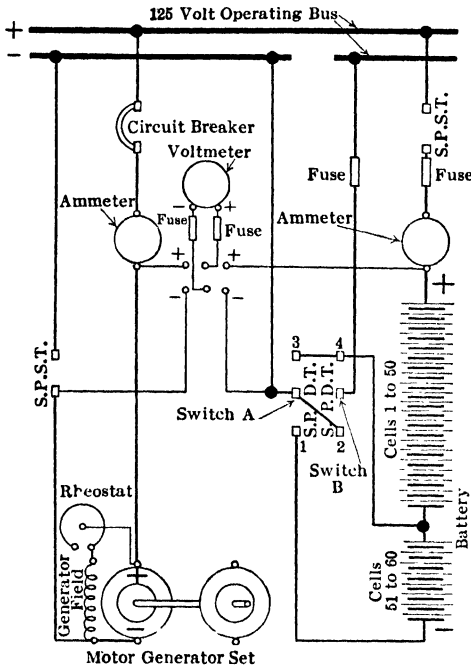 125 Volt Operating Bus
+
-
S.P.S.T.
Circuit Breaker
Voltmeter
Fuse
Fuse
Ammeter
- +
Fuse
Fuse
Ammeter
+ +
- -
+
S.P.S.T.
3 4
S.P.D.T.
S.P.D.T.
Switch A
1 2
Switch
B
Cells 1 to 50
Battery
Cells
51 to 60
-
Rheostat
Generator
Field
+
-
Motor Generator Set